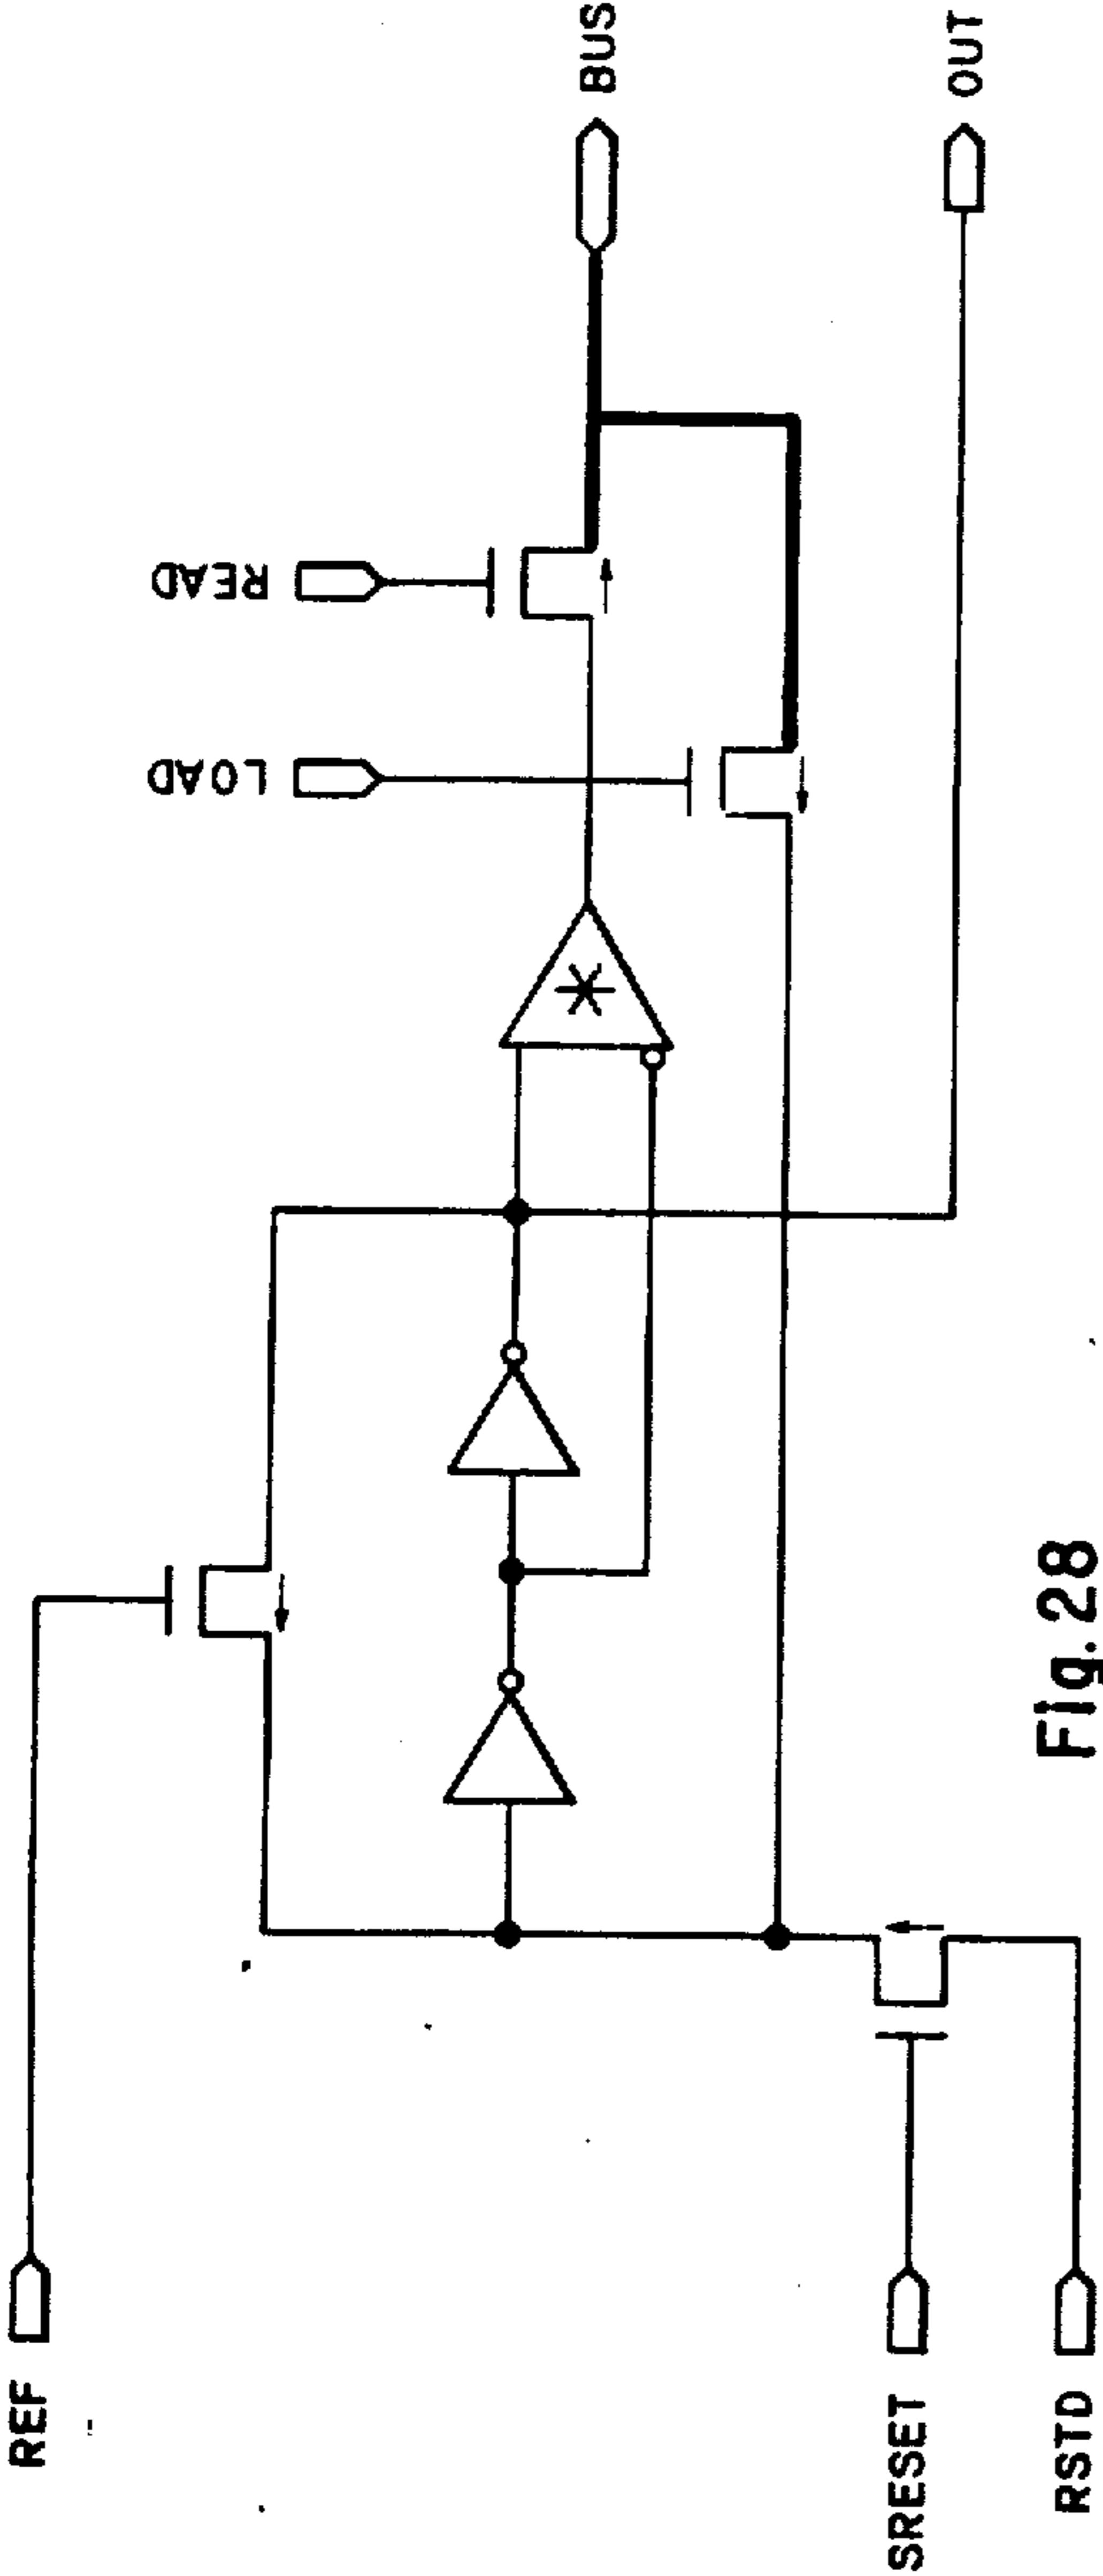 REF
SRESET
RSTD
LOAD
READ
BUS
OUT
Fig. 28